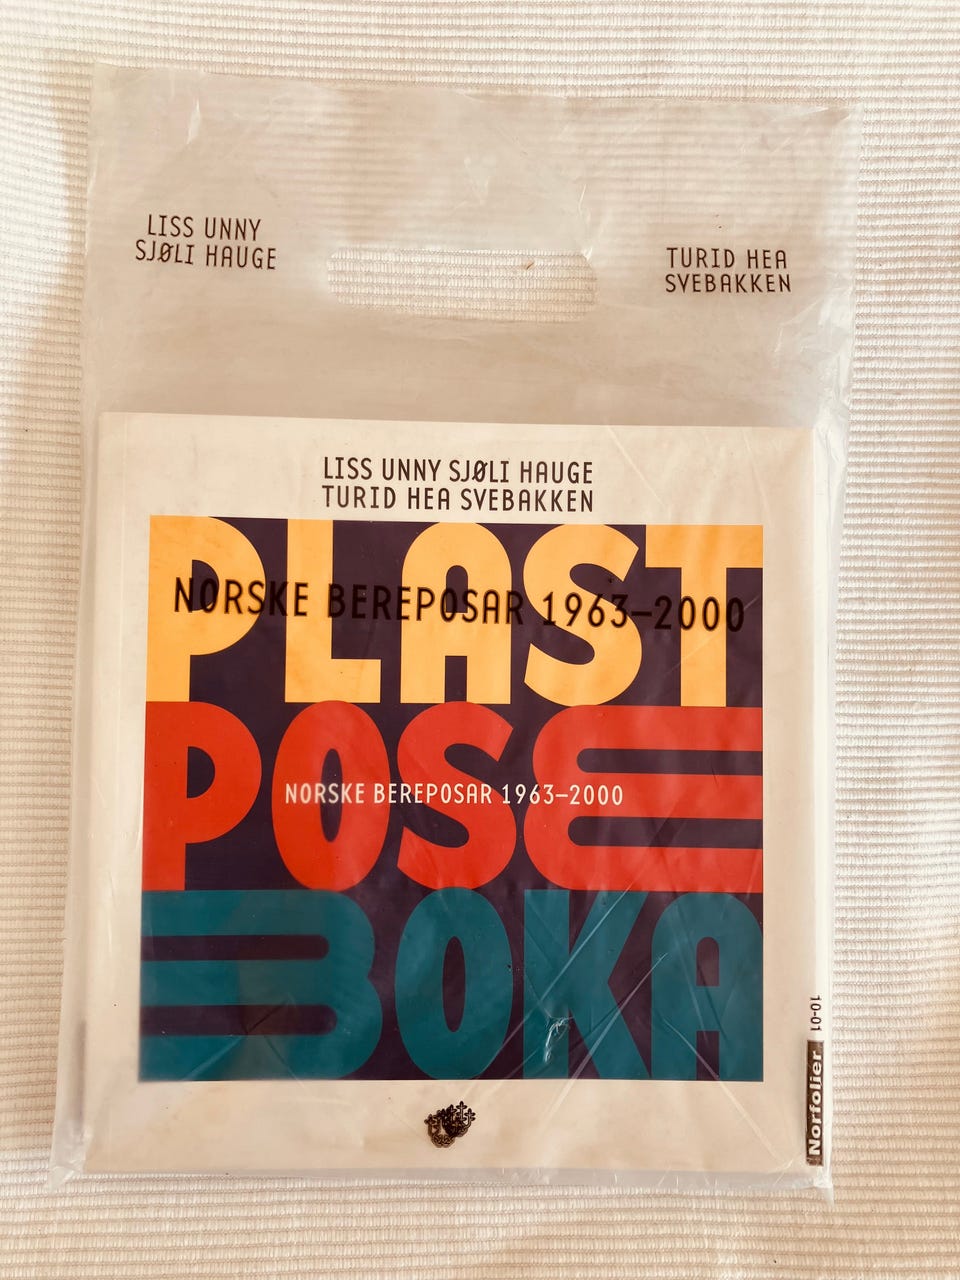 LISS UNNY
SJØLI HAUGE
TURID HEA
SVEBAKKEN
LISS UNNY SJØLI HAUGE
TURID HEA SVEBAKKEN
PLAST
NORSKE BEREPOSAR 1963–2000
POSE
NORSKE BEREPOSAR 1963–2000
BOKA
10-01
Norfolier